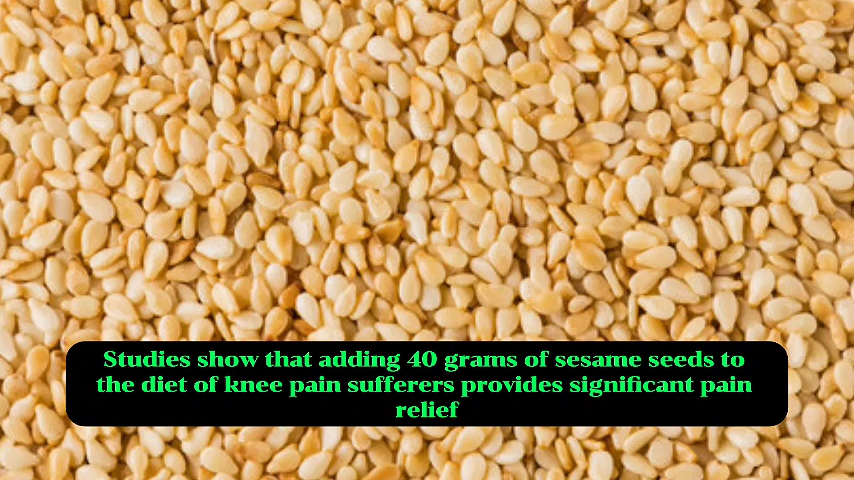 Studies show that adding 40 grams of sesame seeds to
the diet of knee pain sufferers provides significant pain
relief